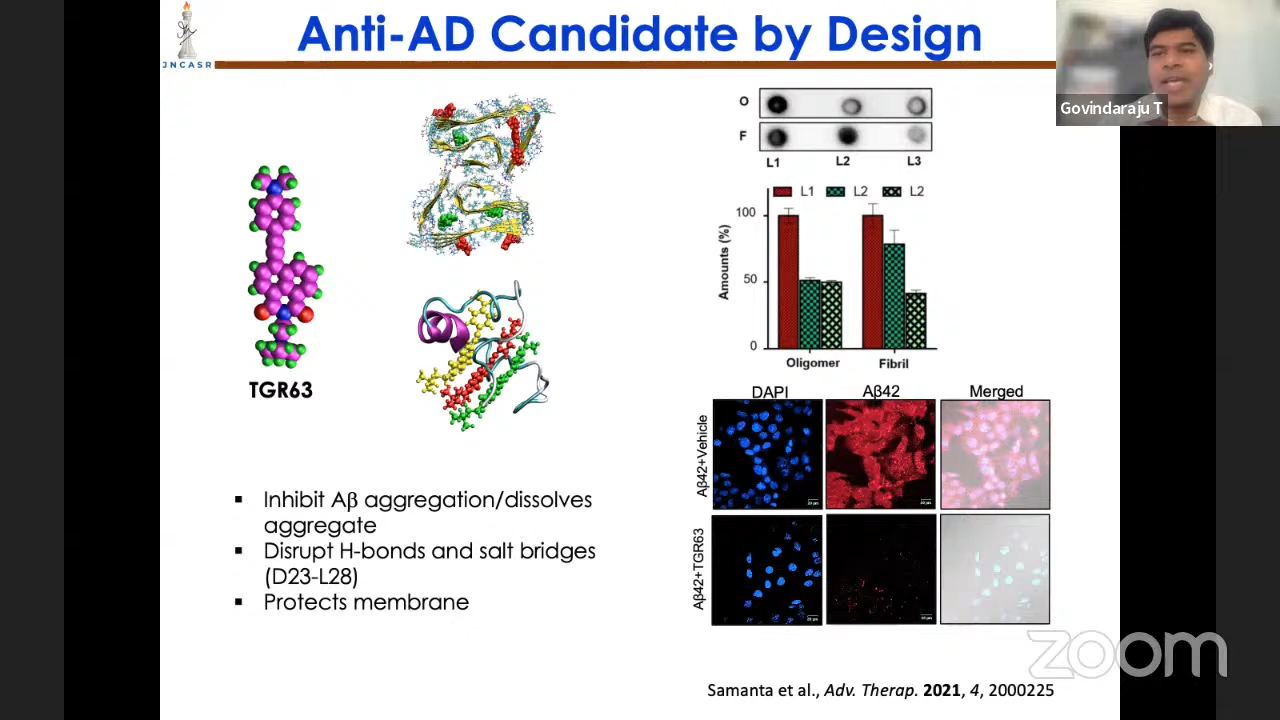 Anti-AD Candidate by Design
JNCASR
Govindaraju T
TGR63
▪ Inhibit Aβ aggregation/dissolves
aggregate
▪ Disrupt H-bonds and salt bridges
(D23-L28)
▪ Protects membrane
O
F
L1 L2 L3
L1 L2 L2
Amounts (%)
100
50
0
Oligomer Fibril
DAPI Aβ42 Merged
Aβ42+Vehicle
Aβ42+TGR63
zoom
Samanta et al., Adv. Therap. 2021, 4, 2000225